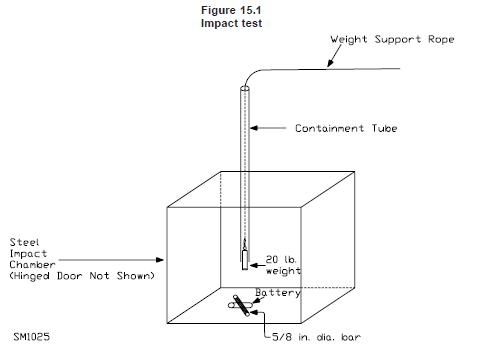 Figure 15.1
Impact test
Weight Support Rope
Containment Tube
Steel
Impact
Chamber
(Hinged Door Not Shown)
20 lb.
weight
Battery
5/8 in. dia. bar
SM1025